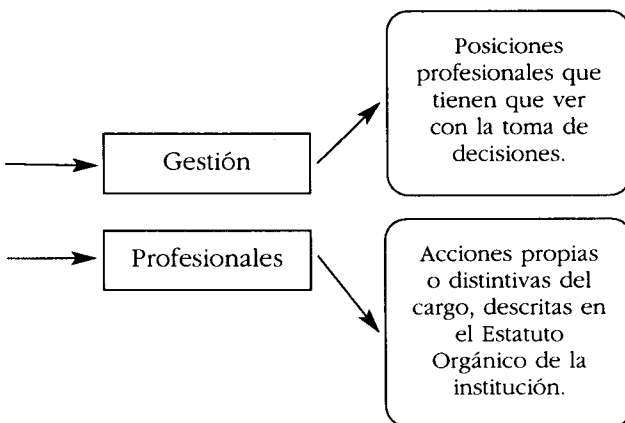 Posiciones
profesionales que
tienen que ver
con la toma de
decisiones.
Gestión
Profesionales
Acciones propias
o distintivas del
cargo, descritas en
el Estatuto
Orgánico de la
institución.